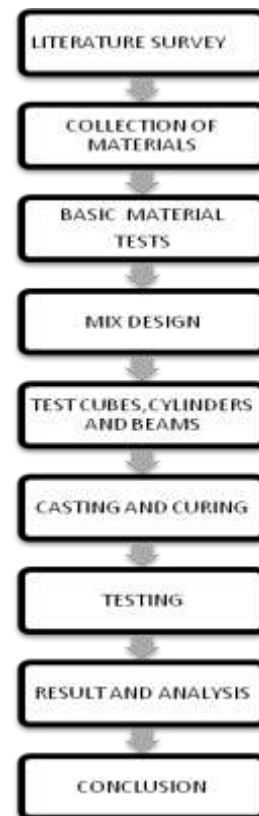 LITERATURE SURVEY
COLLECTION OF
MATERIALS
BASIC MATERIAL
TESTS
MIX DESIGN
TEST CUBES,CYLINDERS
AND BEAMS
CASTING AND CURING
TESTING
RESULT AND ANALYSIS
CONCLUSION